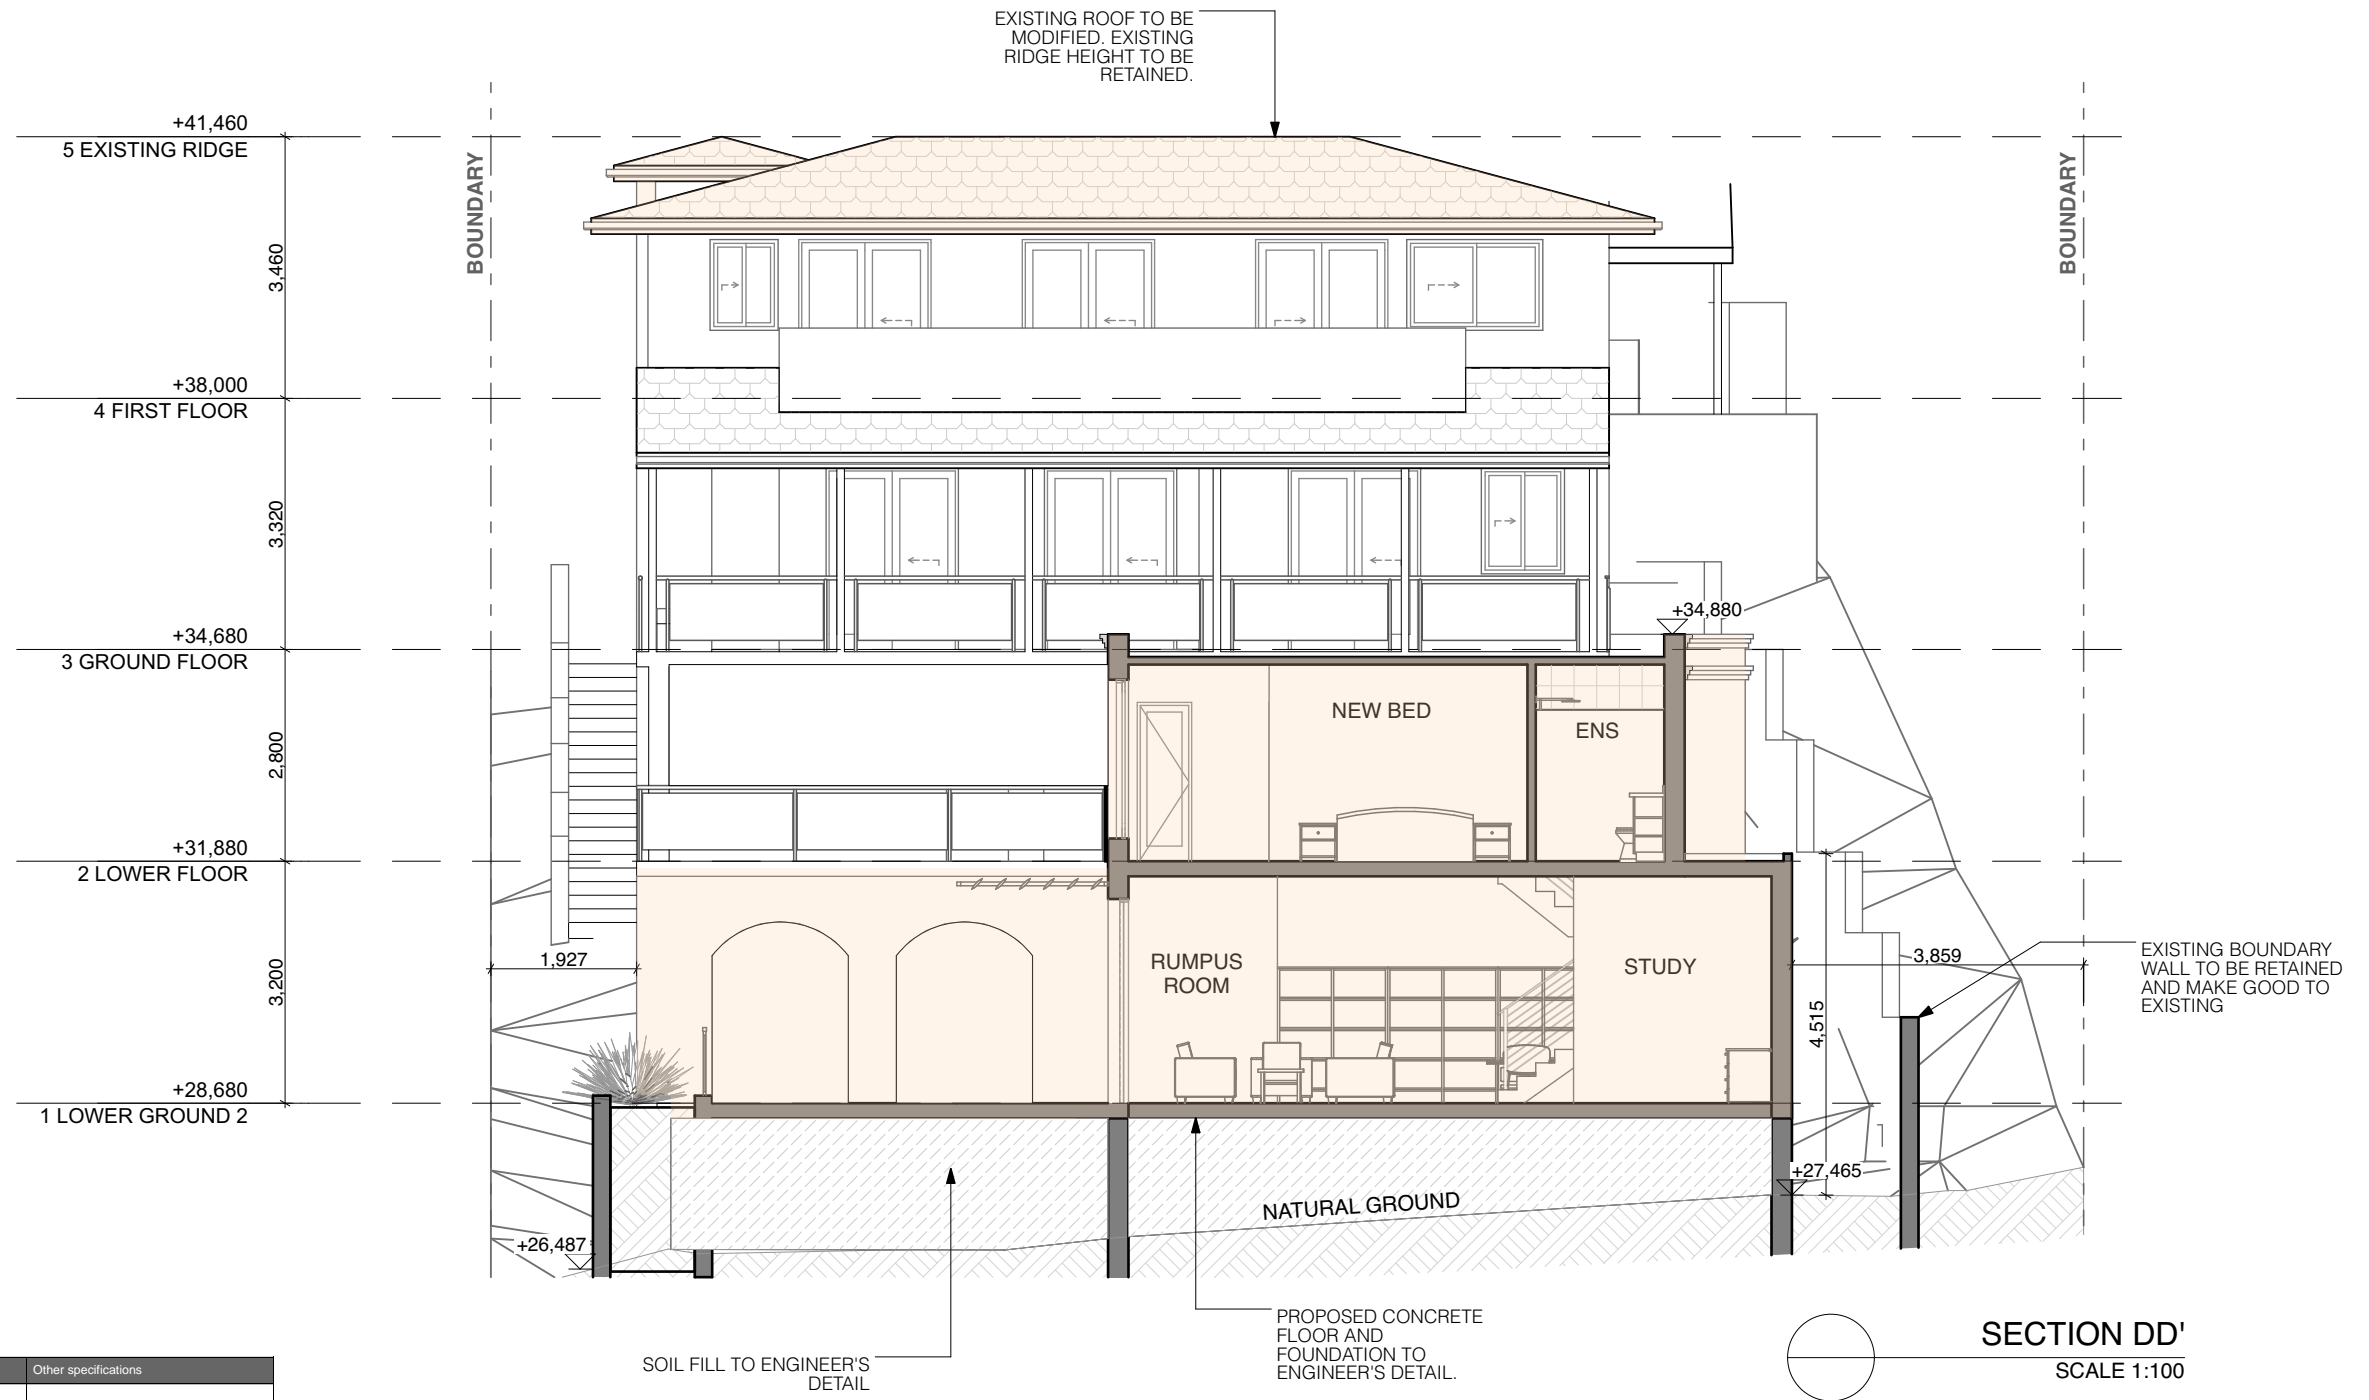 EXISTING ROOF TO BE
MODIFIED. EXISTING
RIDGE HEIGHT TO BE
RETAINED.
+41,460
5 EXISTING RIDGE
BOUNDARY
BOUNDARY
3,460
+38,000
4 FIRST FLOOR
3,320
+34,880
+34,680
3 GROUND FLOOR
NEW BED
ENS
2,800
+31,880
2 LOWER FLOOR
1,927
RUMPUS
ROOM
STUDY
3,859
EXISTING BOUNDARY
WALL TO BE RETAINED
AND MAKE GOOD TO
EXISTING
3,200
4,515
+28,680
1 LOWER GROUND 2
+27,465
NATURAL GROUND
+26,487
PROPOSED CONCRETE
FLOOR AND
FOUNDATION TO
ENGINEER'S DETAIL.
SOIL FILL TO ENGINEER'S
DETAIL
SECTION DD'
SCALE 1:100
Other specifications